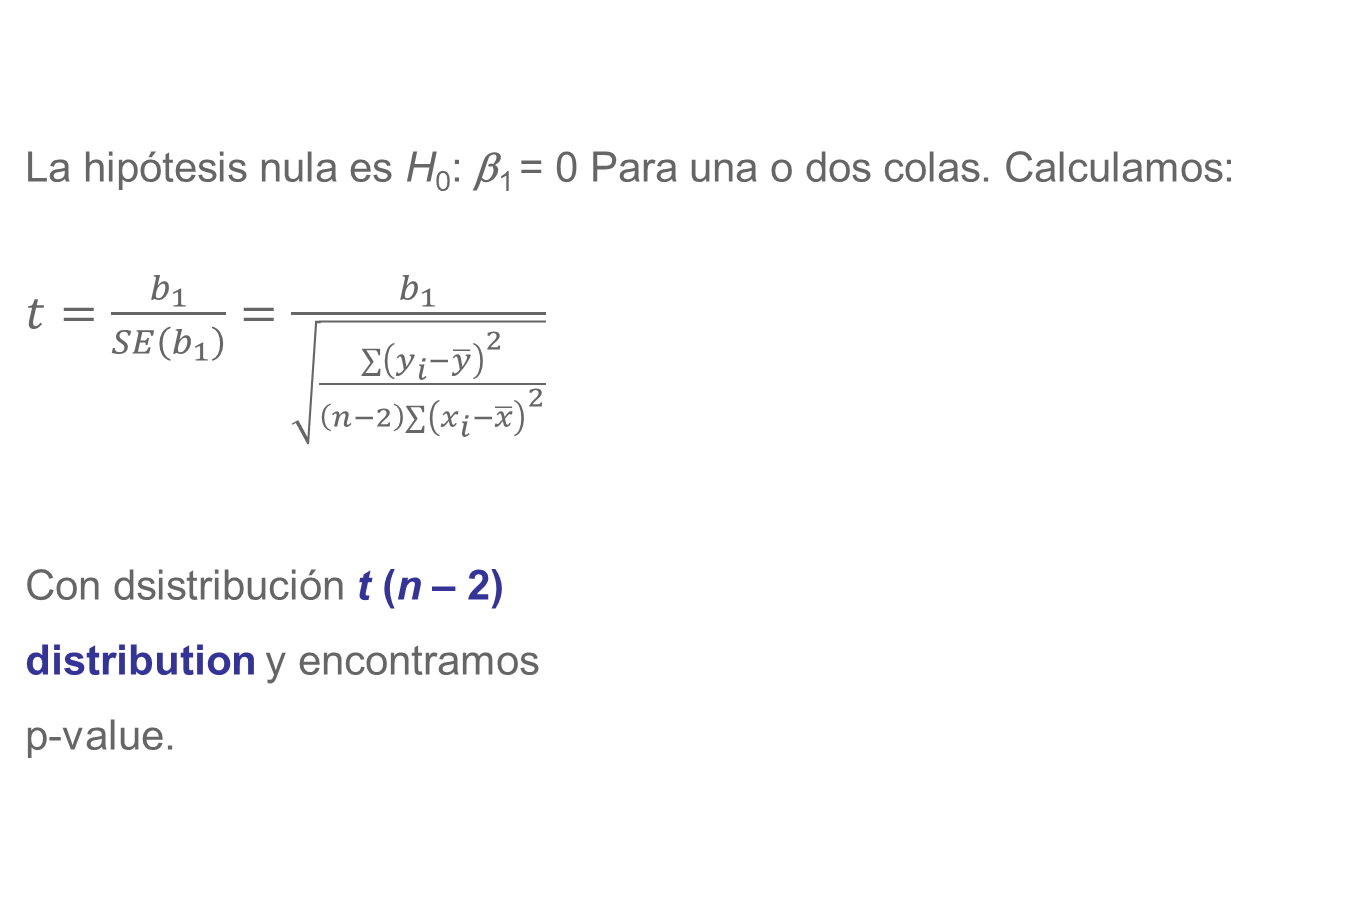 La hipótesis nula es H₀: β₁ = 0 Para una o dos colas. Calculamos:
t = b₁ / SE(b₁) = b₁ / √( ∑(yᵢ−ȳ)² / (n−2)∑(xᵢ−x̄)² )
Con dsistribución t (n – 2)
distribution y encontramos
p-value.